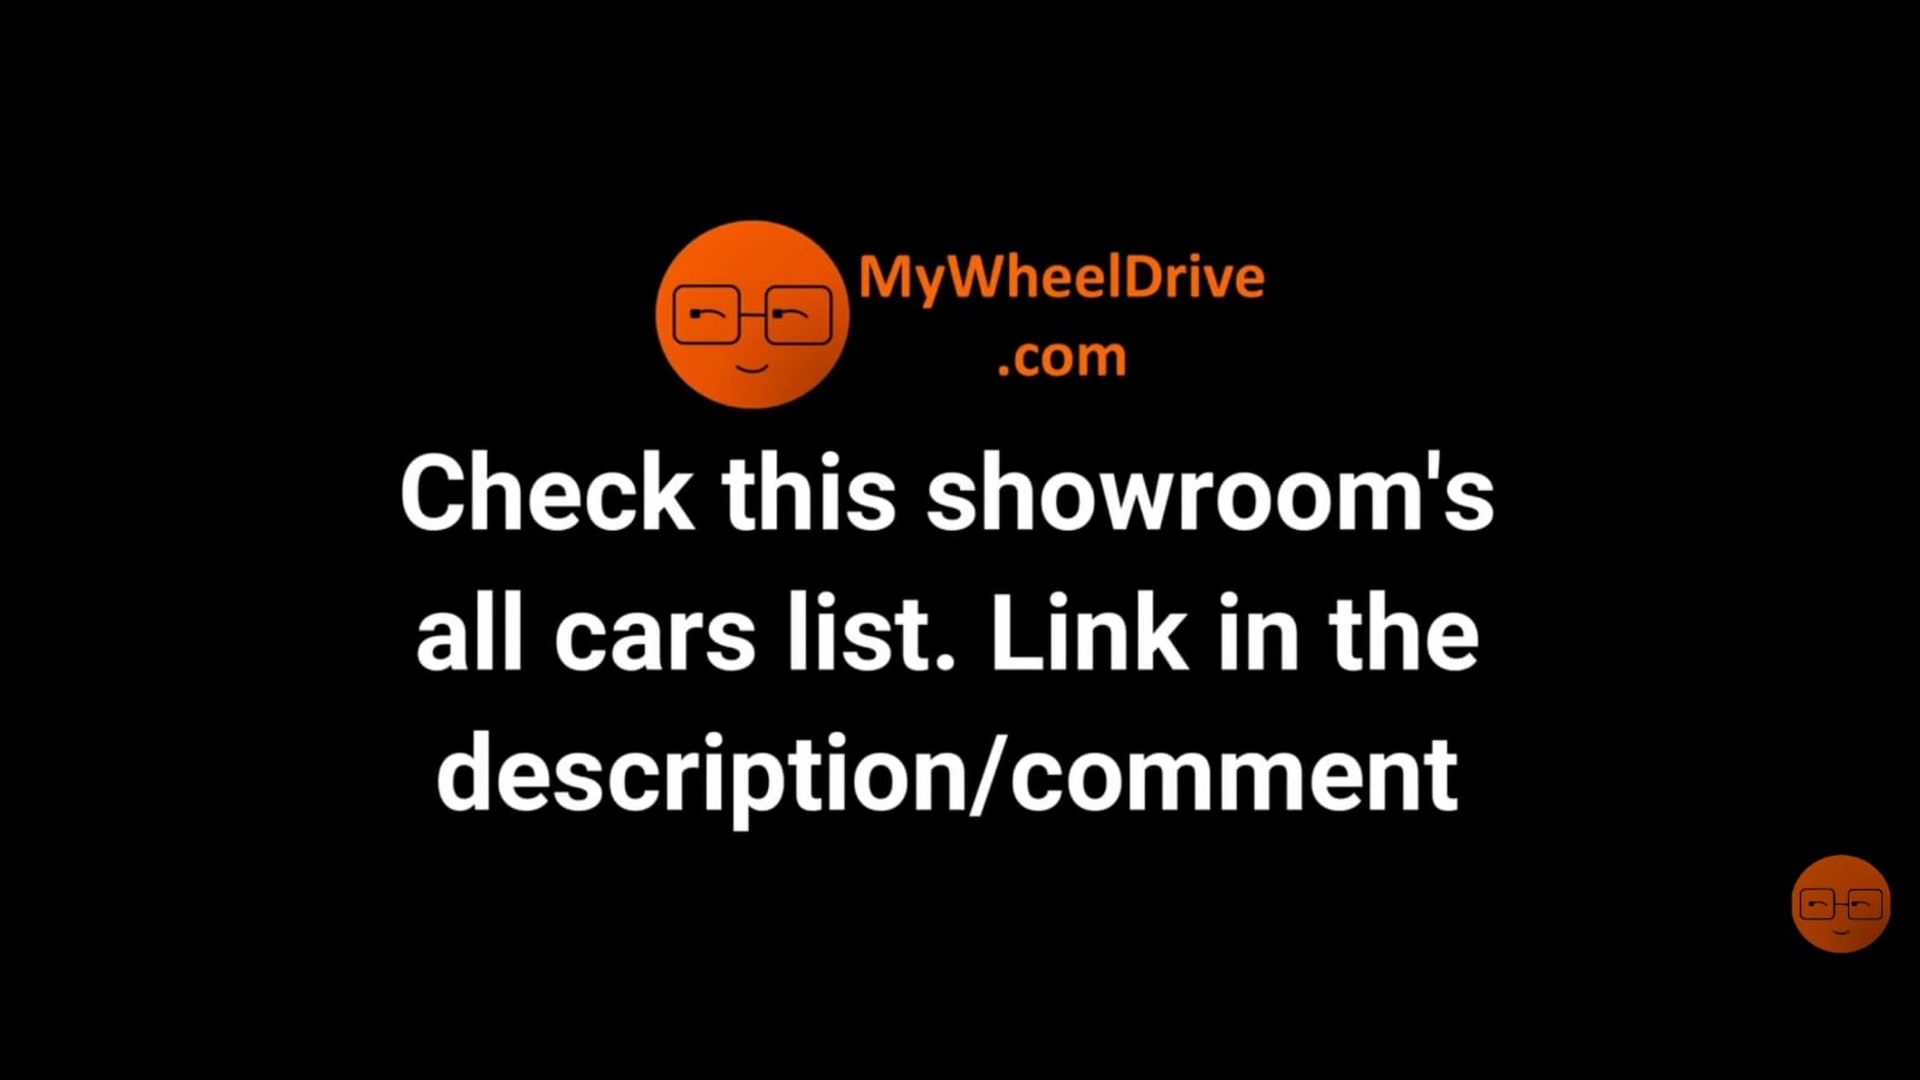 MyWheelDrive
.com
Check this showroom's
all cars list. Link in the
description/comment